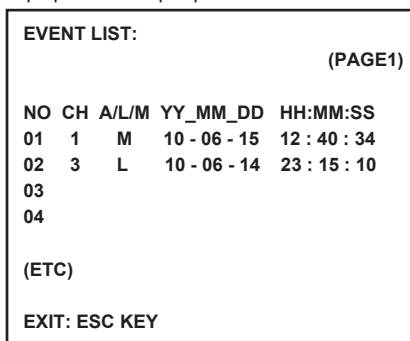 EVENT LIST:
(PAGE1)
NO CH A/L/M YY_MM_DD HH:MM:SS
01 1 M 10 - 06 - 15 12 : 40 : 34
02 3 L 10 - 06 - 14 23 : 15 : 10
03
04
(ETC)
EXIT: ESC KEY